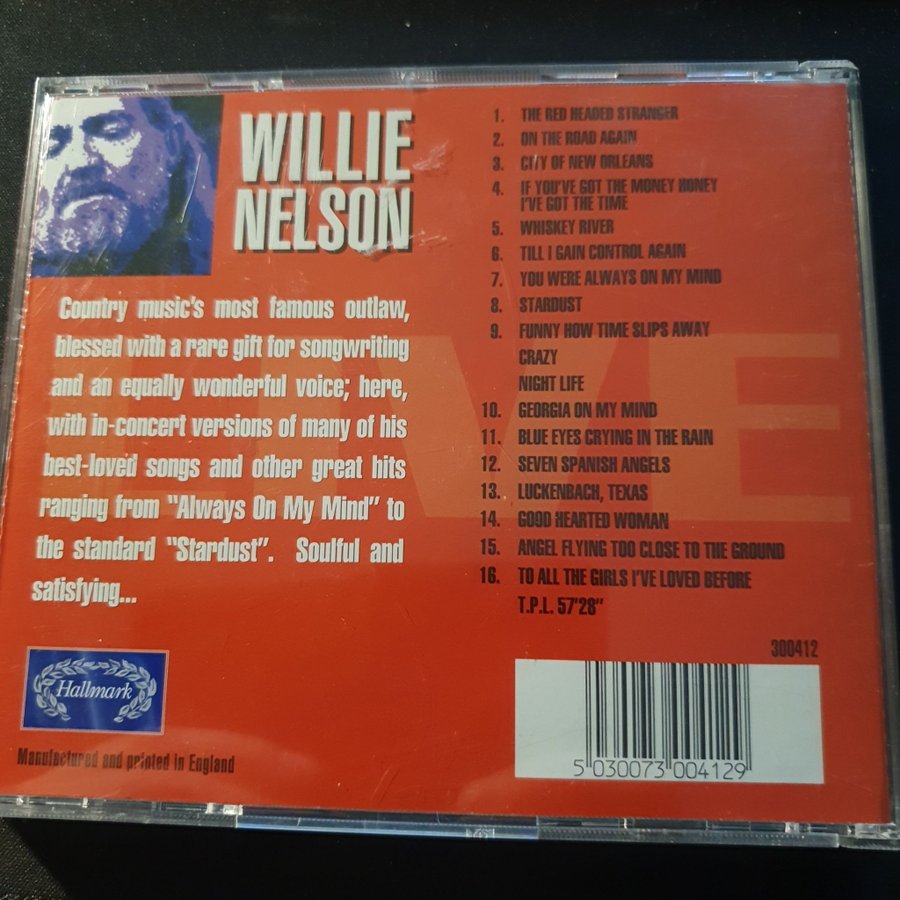 WILLIE
NELSON
Country music's most famous outlaw,
blessed with a rare gift for songwriting
and an equally wonderful voice; here,
with in-concert versions of many of his
best-loved songs and other great hits
ranging from "Always On My Mind" to
the standard "Stardust". Soulful and
satisfying...
Hallmark
Manufactured and printed in England
1. THE RED HEADED STRANGER
2. ON THE ROAD AGAIN
3. CITY OF NEW ORLEANS
4. IF YOU'VE GOT THE MONEY HONEY
I'VE GOT THE TIME
5. WHISKEY RIVER
6. TILL I GAIN CONTROL AGAIN
7. YOU WERE ALWAYS ON MY MIND
8. STARDUST
9. FUNNY HOW TIME SLIPS AWAY
CRAZY
NIGHT LIFE
10. GEORGIA ON MY MIND
11. BLUE EYES CRYING IN THE RAIN
12. SEVEN SPANISH ANGELS
13. LUCKENBACH, TEXAS
14. GOOD HEARTED WOMAN
15. ANGEL FLYING TOO CLOSE TO THE GROUND
16. TO ALL THE GIRLS I'VE LOVED BEFORE
T.P.L. 57'28"
LIVE
300412
5 030073 004129